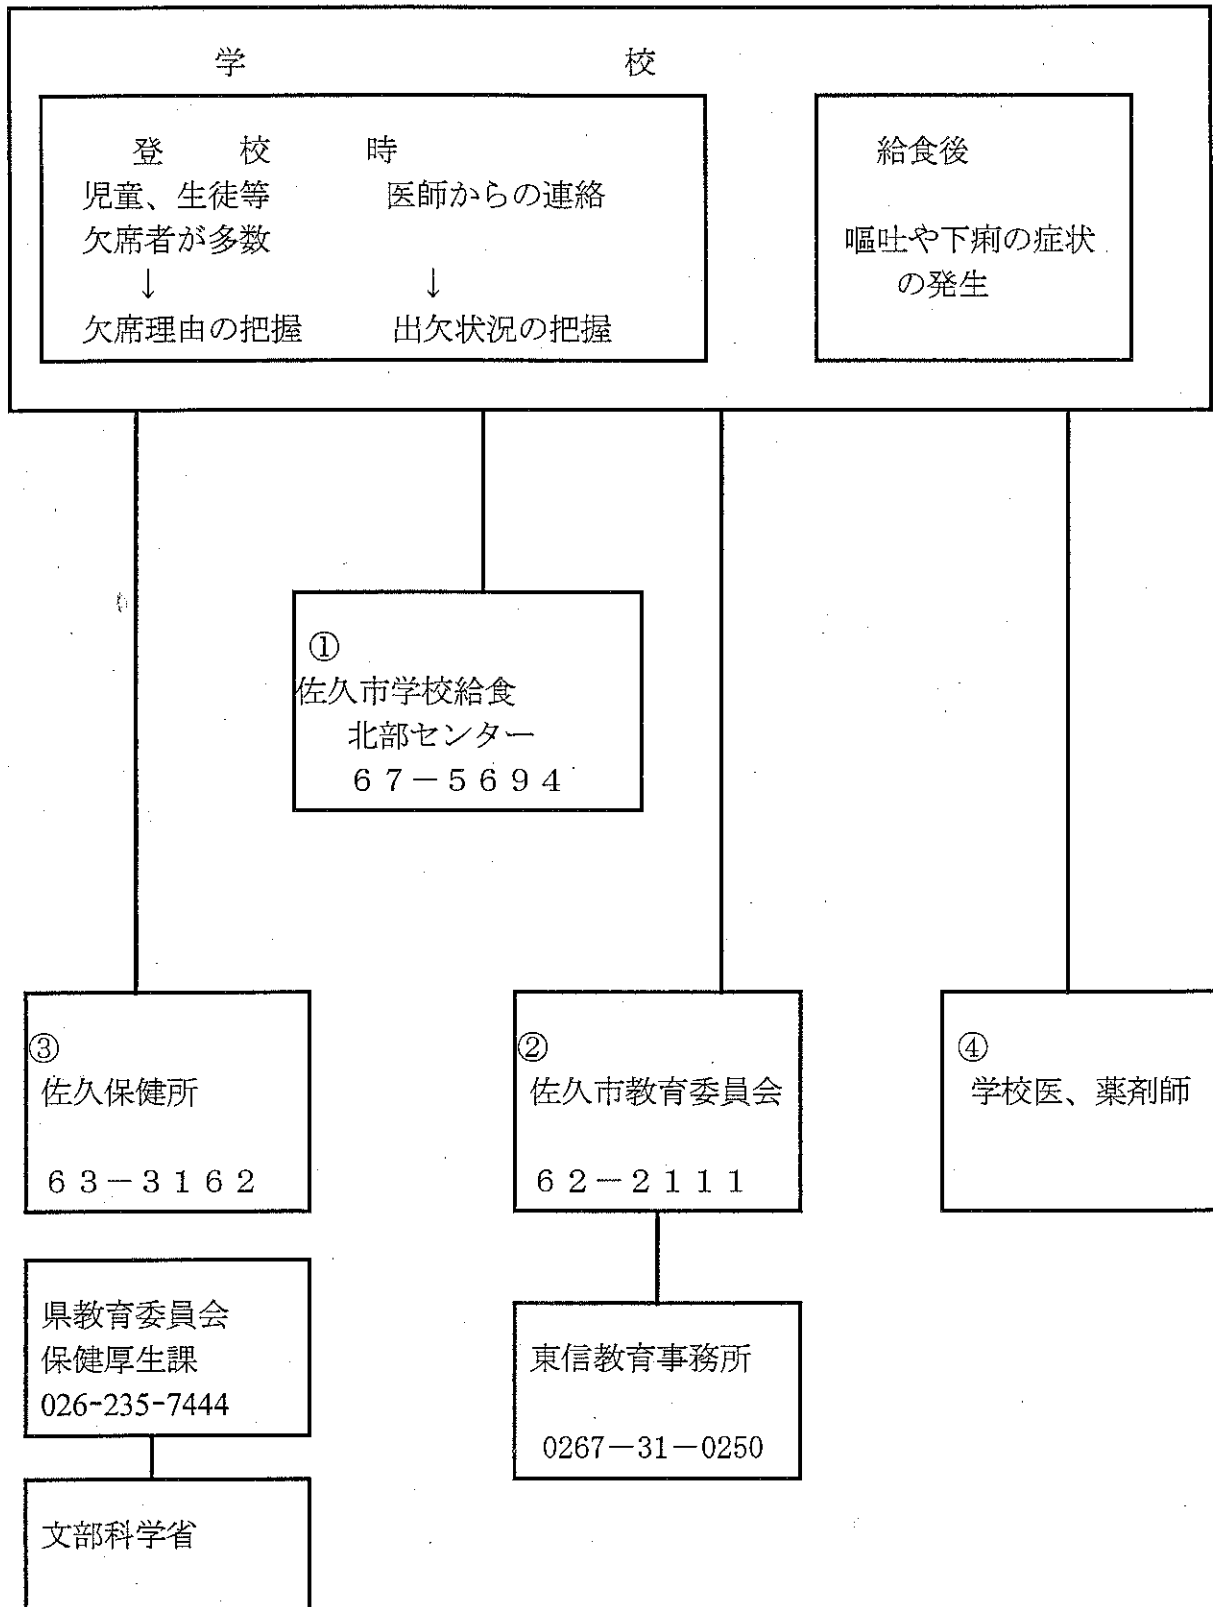 学　校
登　校　時
児童、生徒等　医師からの連絡
欠席者が多数
↓　↓
欠席理由の把握　出欠状況の把握
給食後
嘔吐や下痢の症状
の発生
①
佐久市学校給食
北部センター
６７－５６９４
③
佐久保健所
６３－３１６２
②
佐久市教育委員会
６２－２１１１
④
学校医、薬剤師
県教育委員会
保健厚生課
026-235-7444
東信教育事務所
0267－31－0250
文部科学省